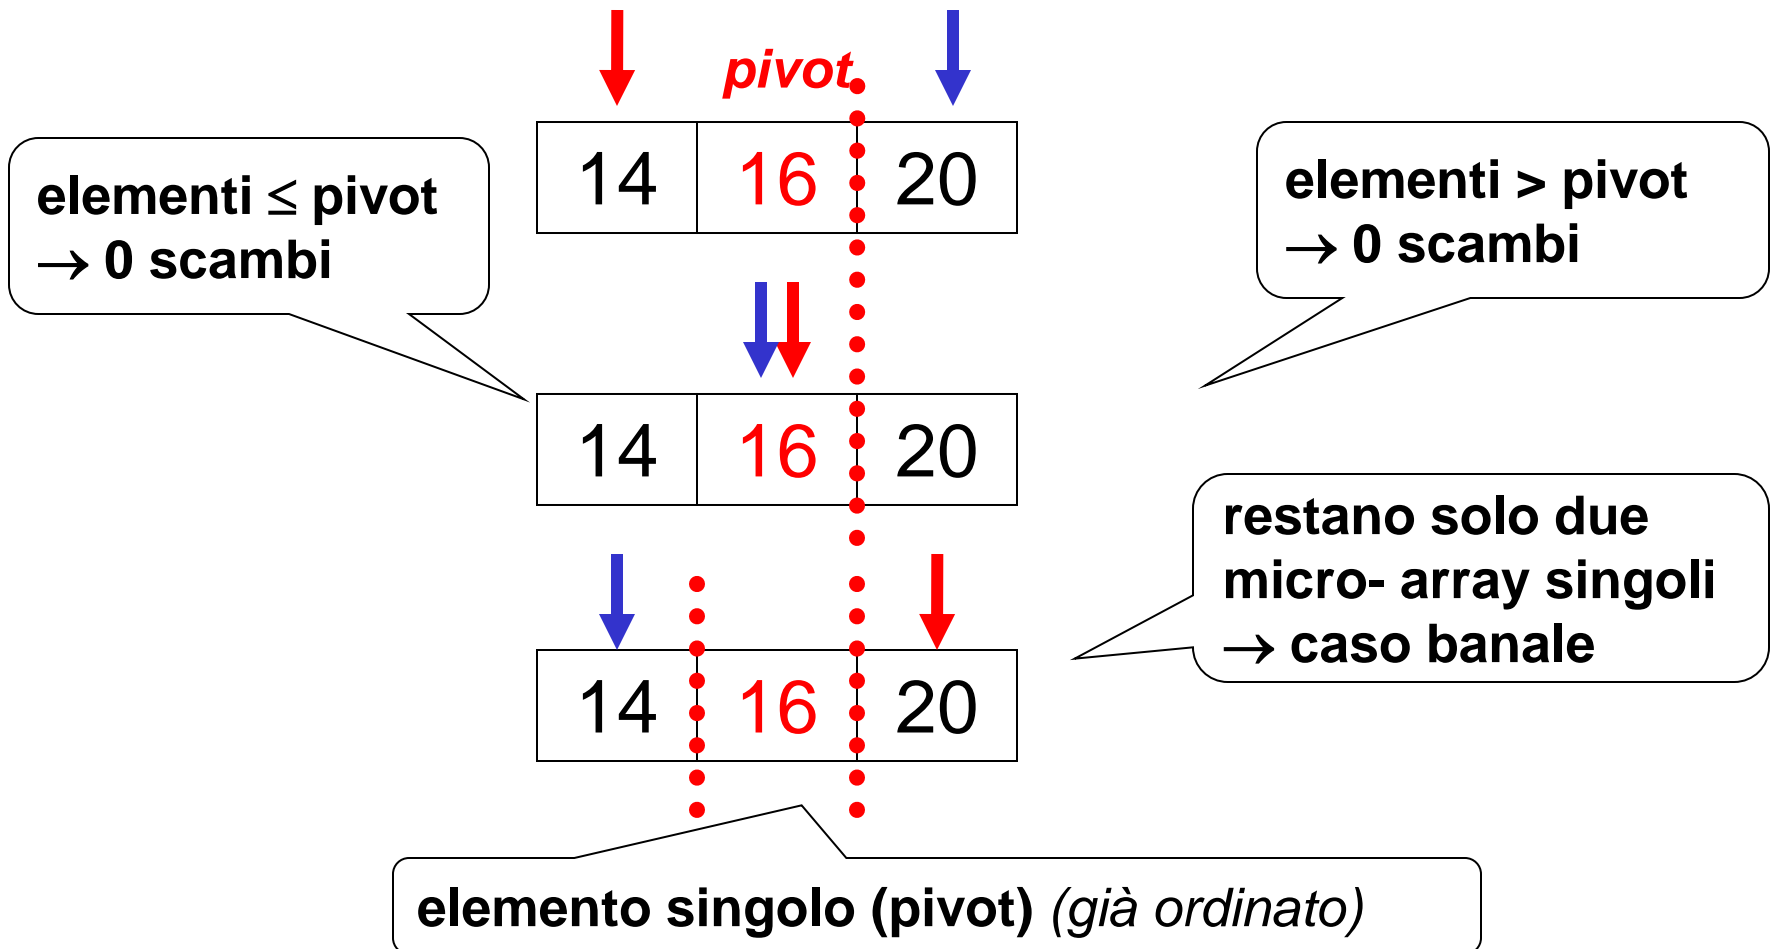 pivot
14 16 20
elementi ≤ pivot
→ 0 scambi
elementi > pivot
→ 0 scambi
14 16 20
restano solo due
micro- array singoli
→ caso banale
14 16 20
elemento singolo (pivot) (già ordinato)